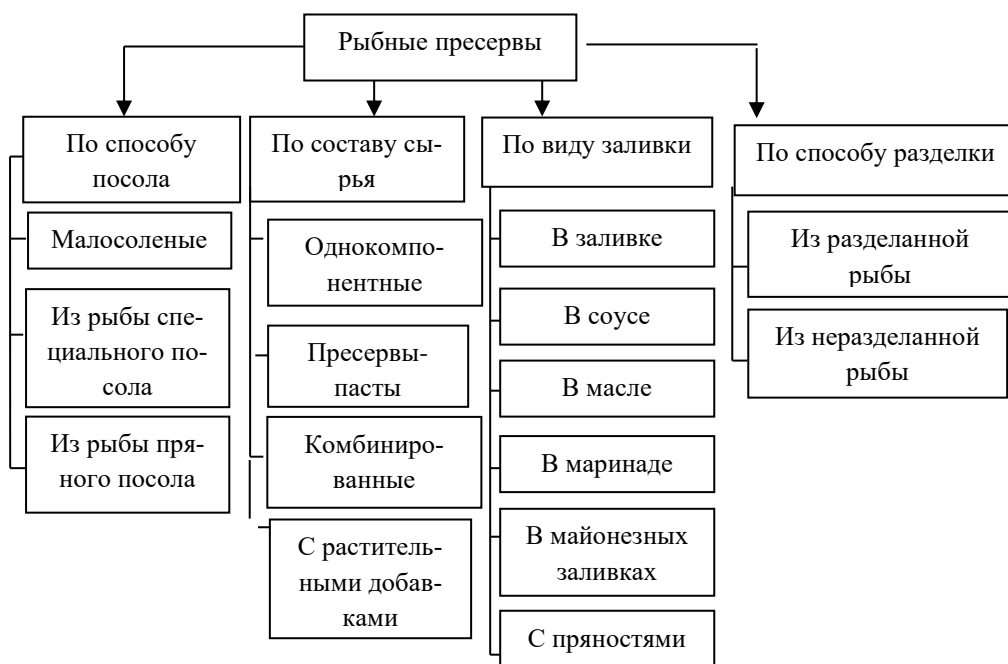 Рыбные пресервы
По способу
посола
Малосоленые
Из рыбы спе-
циального по-
сола
Из рыбы пря-
ного посола
По составу сы-
рья
Однокомпо-
нентные
Пресервы-
пасты
Комбиниро-
ванные
С раститель-
ными добав-
ками
По виду заливки
В заливке
В соусе
В масле
В маринаде
В майонезных
заливках
С пряностями
По способу разделки
Из разделанной
рыбы
Из неразделанной
рыбы